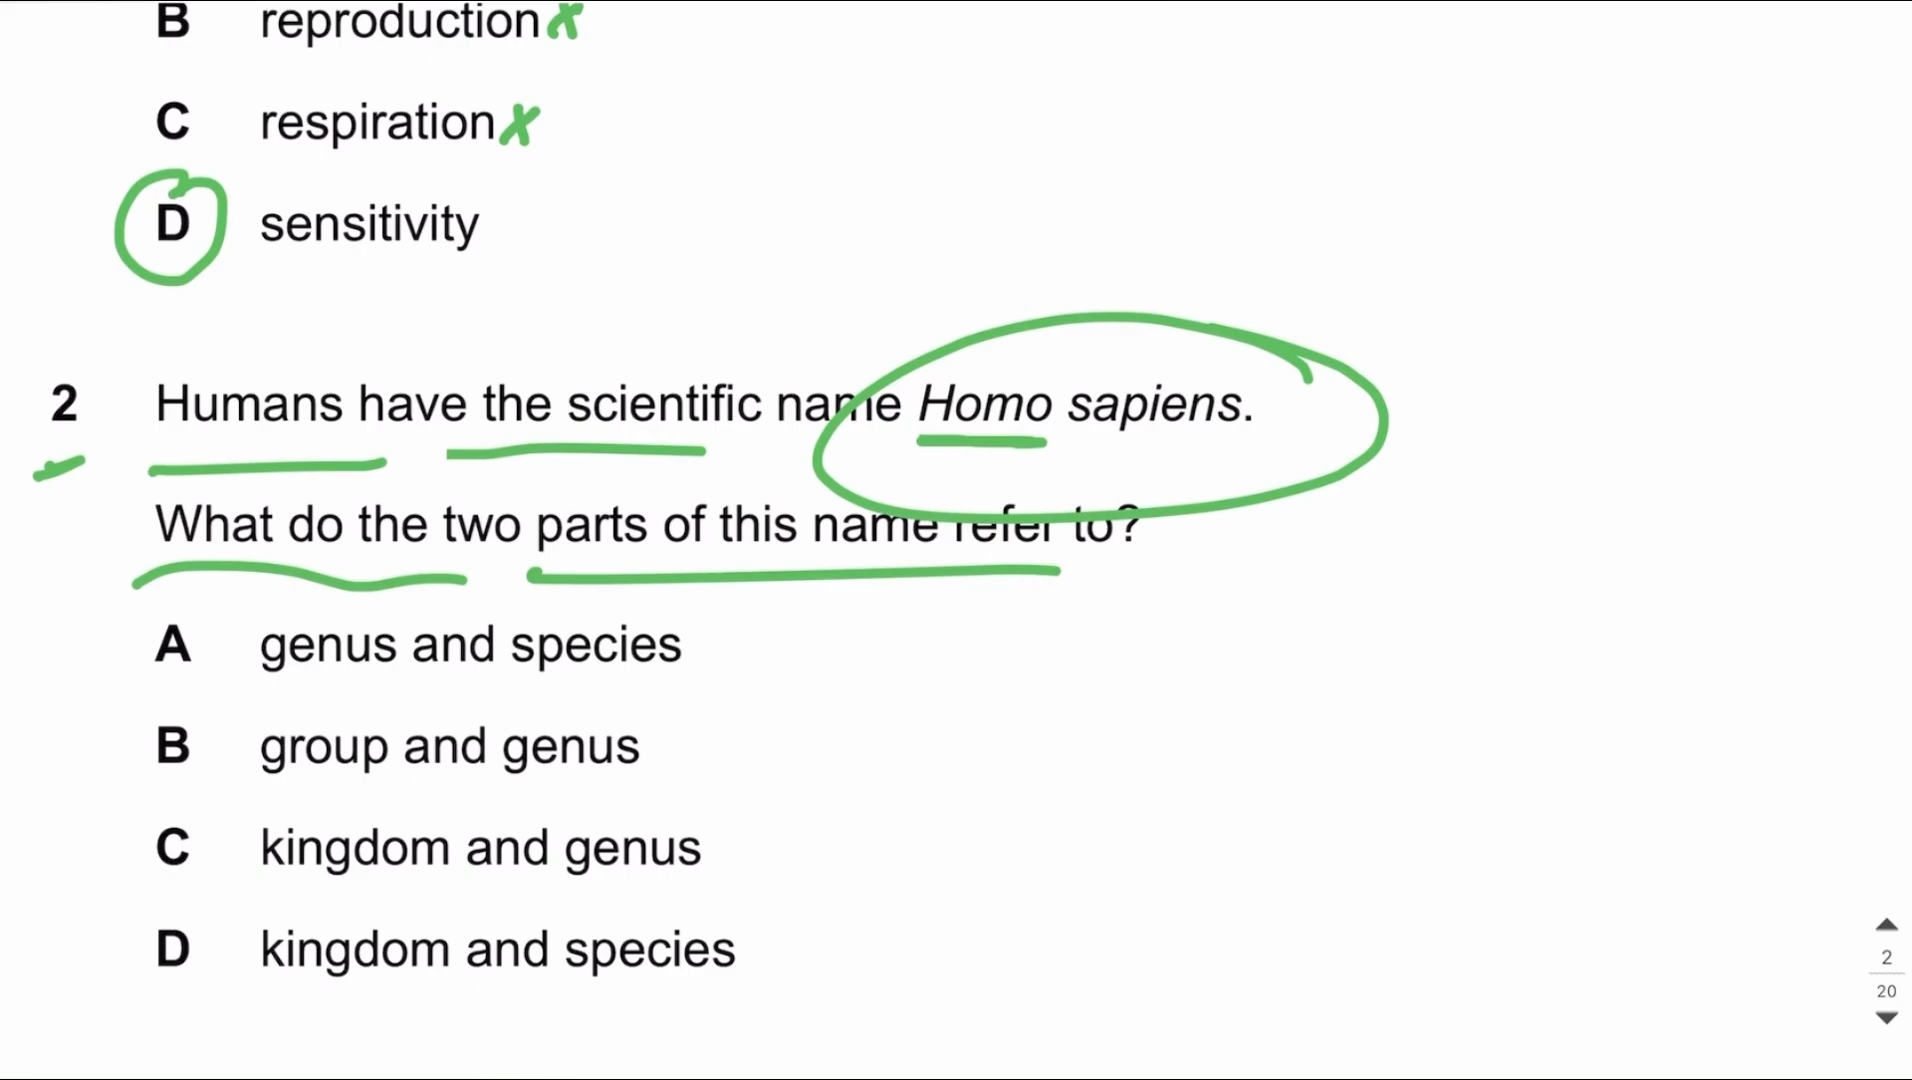 B reproduction
C respiration
D sensitivity
2 Humans have the scientific name Homo sapiens.
What do the two parts of this name refer to?
A genus and species
B group and genus
C kingdom and genus
D kingdom and species
2
20